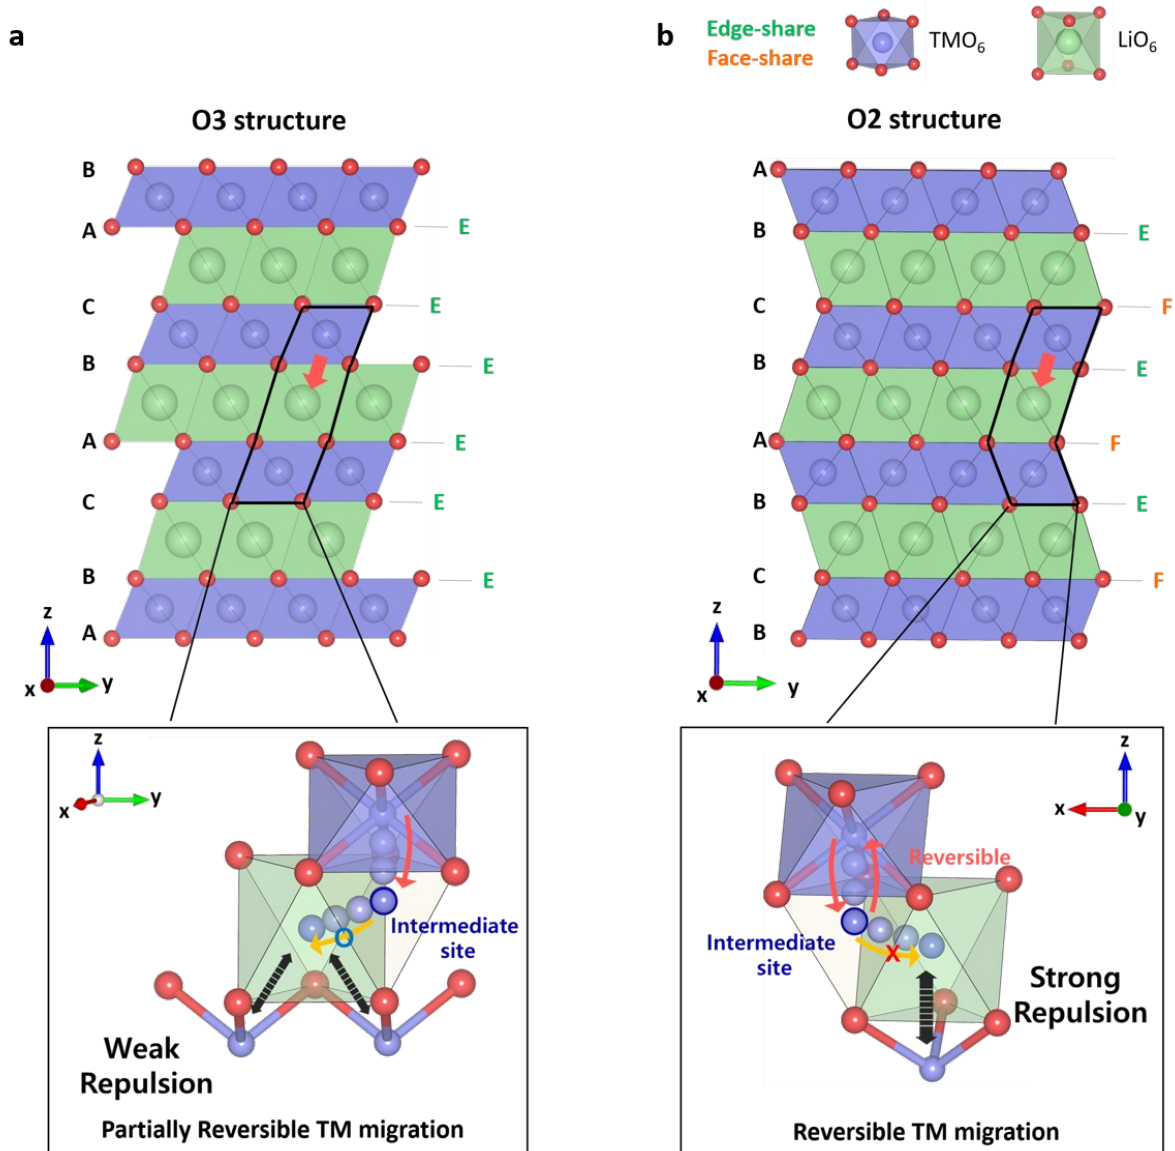 a
O3 structure
B
A
E
C
E
B
E
A
E
C
E
B
E
A
z
x
y
z
x
y
Intermediate
site
Weak
Repulsion
Partially Reversible TM migration
b
Edge-share
Face-share
TMO6
LiO6
O2 structure
A
B
E
C
F
B
E
A
F
B
E
C
F
B
z
x
y
z
x
y
Reversible
Intermediate
site
X
Strong
Repulsion
Reversible TM migration